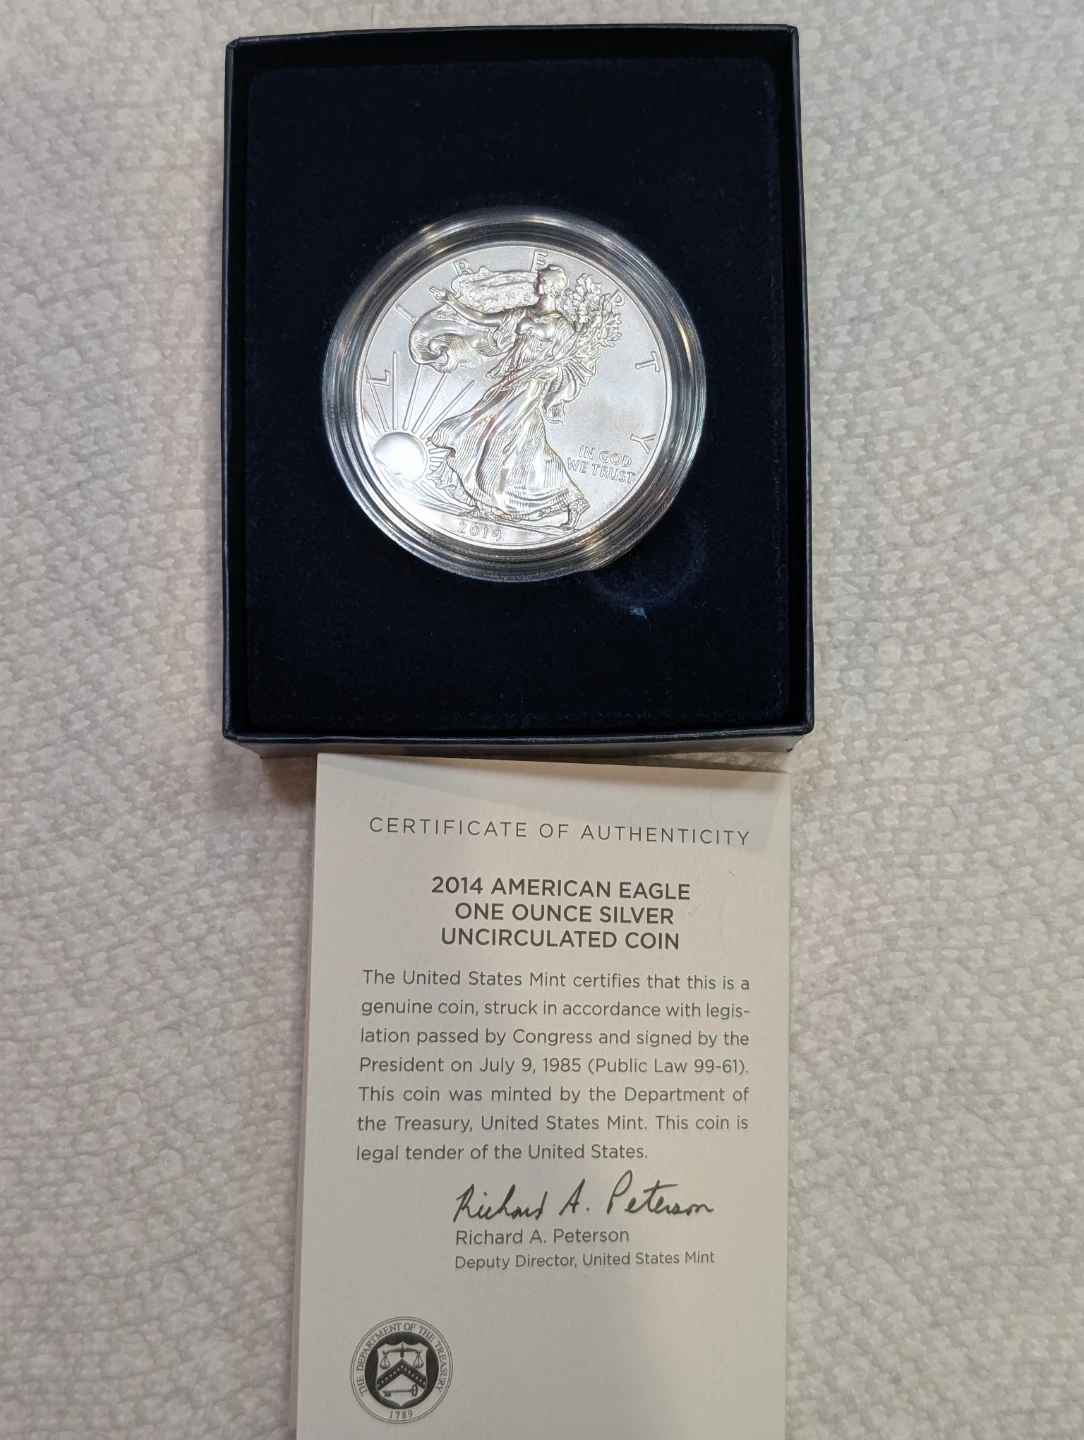 LIBERTY
IN GOD
WE TRUST
2014
CERTIFICATE OF AUTHENTICITY
2014 AMERICAN EAGLE
ONE OUNCE SILVER
UNCIRCULATED COIN
The United States Mint certifies that this is a
genuine coin, struck in accordance with legis-
lation passed by Congress and signed by the
President on July 9, 1985 (Public Law 99-61).
This coin was minted by the Department of
the Treasury, United States Mint. This coin is
legal tender of the United States.
Richard A. Peterson
Richard A. Peterson
Deputy Director, United States Mint
THE DEPARTMENT OF THE TREASURY
1789